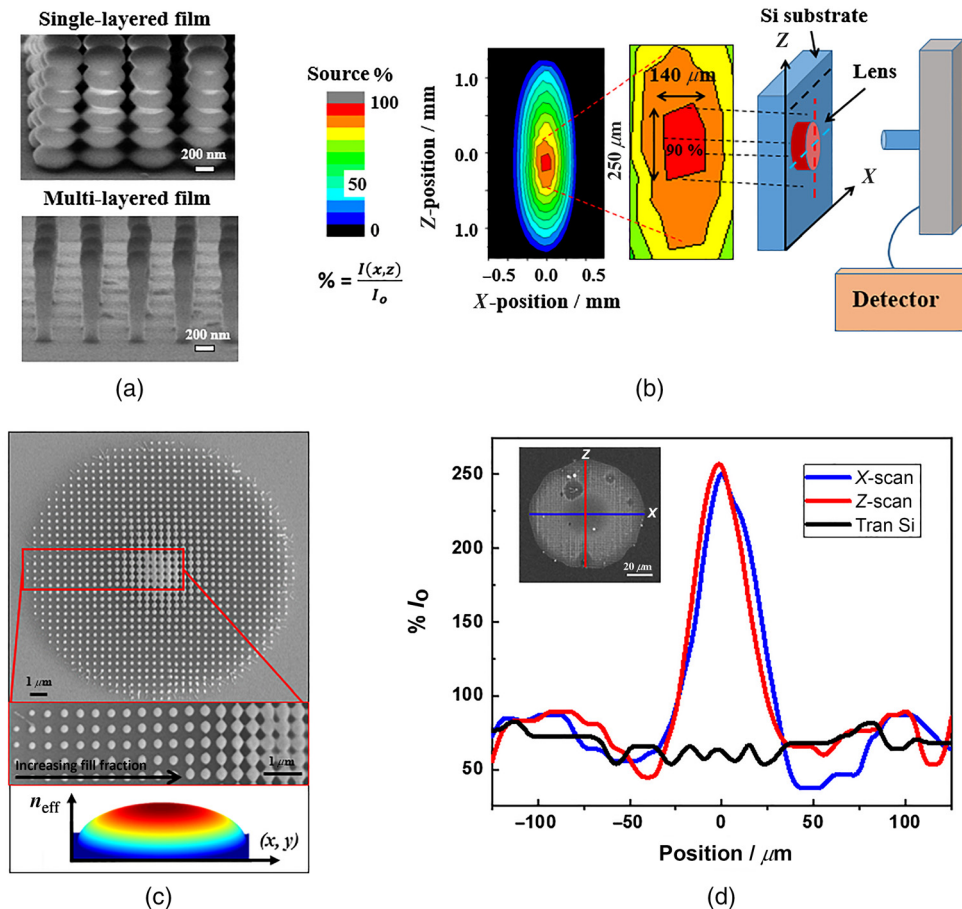 Single-layered film
200 nm
Multi-layered film
200 nm
(a)
Source %
100
50
0
% = I(x,z) / Io
Z-position / mm
1.0
0.0
1.0
−0.5 0.0 0.5
X-position / mm
140 μm
250 μm
90 %
Si substrate
Z
Lens
X
Detector
(b)
1 μm
Increasing fill fraction
1 μm
neff
(x, y)
(c)
% Io
250
200
150
100
50
−100 −50 0 50 100
Position / μm
Z
X
20 μm
X-scan
Z-scan
Tran Si
(d)